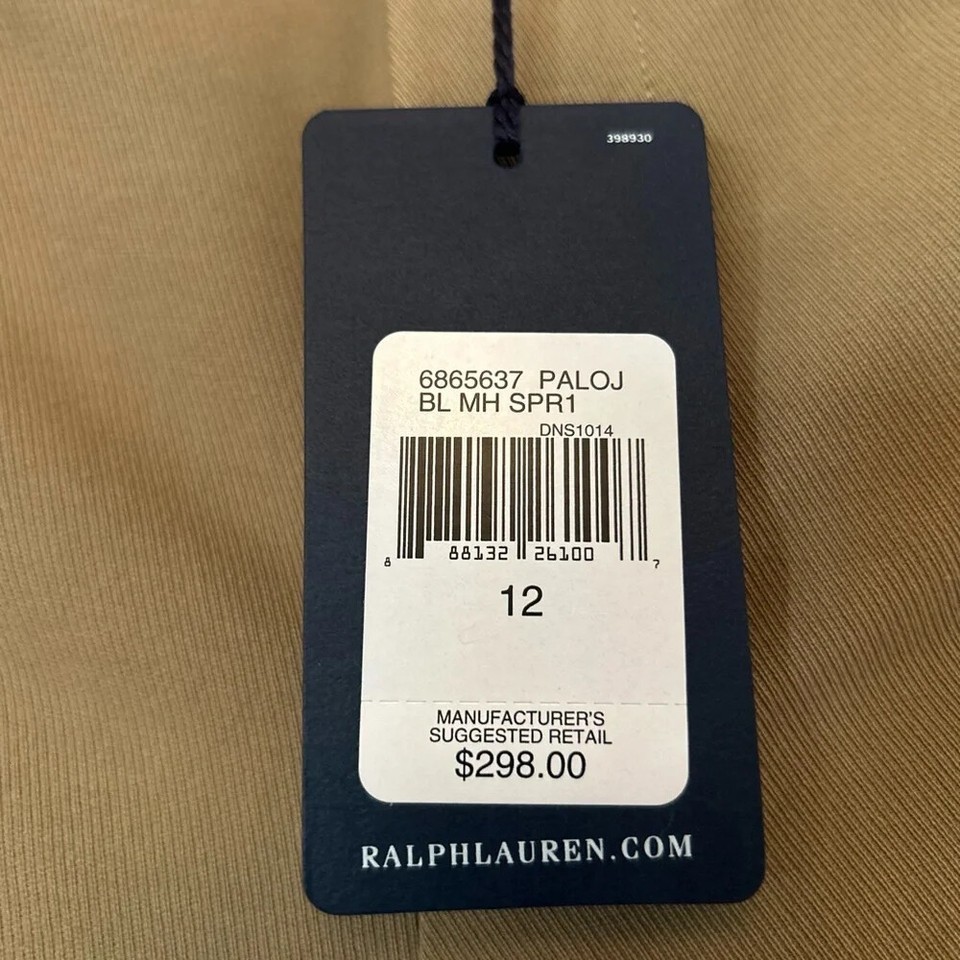 398930
6865637 PALOJ
BL MH SPR1
DNS1014
8 88132 26100 7
12
MANUFACTURER'S
SUGGESTED RETAIL
$298.00
RALPHLAUREN.COM